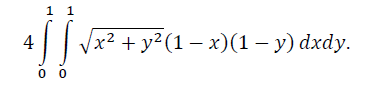 4 ∫₀¹ ∫₀¹ √(x² + y²) (1 − x)(1 − y) dxdy.